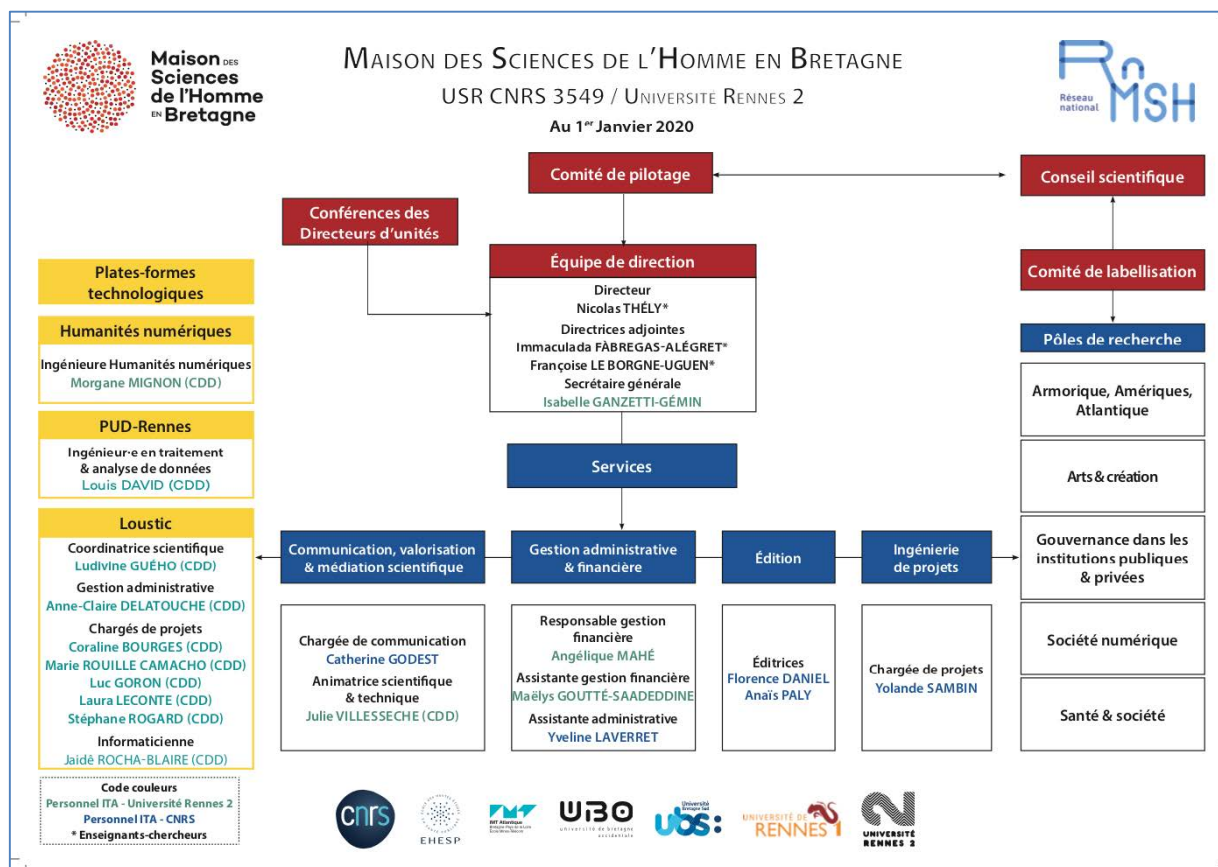 Maison DES
Sciences
de l'Homme
EN Bretagne
MAISON DES SCIENCES DE L'HOMME EN BRETAGNE
USR CNRS 3549 / UNIVERSITÉ RENNES 2
Au 1er Janvier 2020
RnMSH
Réseau
national
Comité de pilotage
Conseil scientifique
Conférences des
Directeurs d'unités
Équipe de direction
Directeur
Nicolas THÉLY*
Directrices adjointes
Immaculada FÀBREGAS-ALÉGRET*
Françoise LE BORGNE-UGUEN*
Secrétaire générale
Isabelle GANZETTI-GÉMIN
Comité de labellisation
Pôles de recherche
Armorique, Amériques,
Atlantique
Arts & création
Gouvernance dans les
institutions publiques
& privées
Société numérique
Santé & société
Plates-formes
technologiques
Humanités numériques
Ingénieure Humanités numériques
Morgane MIGNON (CDD)
PUD-Rennes
Ingénieur·e en traitement
& analyse de données
Louis DAVID (CDD)
Loustic
Coordinatrice scientifique
Ludivine GUÉHO (CDD)
Gestion administrative
Anne-Claire DELATOUCHE (CDD)
Chargés de projets
Coraline BOURGES (CDD)
Marie ROUILLE CAMACHO (CDD)
Luc GORON (CDD)
Laura LECONTE (CDD)
Stéphane ROGARD (CDD)
Informaticienne
Jaidê ROCHA-BLAIRE (CDD)
Services
Communication, valorisation
& médiation scientifique
Chargée de communication
Catherine GODEST
Animatrice scientifique
& technique
Julie VILLESSECHE (CDD)
Gestion administrative
& financière
Responsable gestion
financière
Angélique MAHÉ
Assistante gestion financière
Maëlys GOUTTÉ-SAADEDDINE
Assistante administrative
Yveline LAVERRET
Édition
Éditrices
Florence DANIEL
Anaïs PALY
Ingénierie
de projets
Chargée de projets
Yolande SAMBIN
Code couleurs
Personnel ITA - Université Rennes 2
Personnel ITA - CNRS
* Enseignants-chercheurs
cnrs
EHESP
IMT Atlantique
UBO
université de bretagne
occidentale
Université
Bretagne Sud
ubs:
UNIVERSITÉ DE
RENNES 1
UNIVERSITÉ
RENNES 2